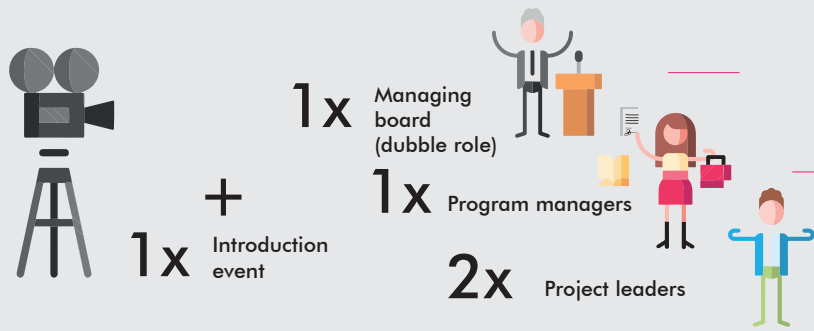 1x Managing
board
(dubble role)
1x Program managers
+
1x Introduction
event
2x Project leaders